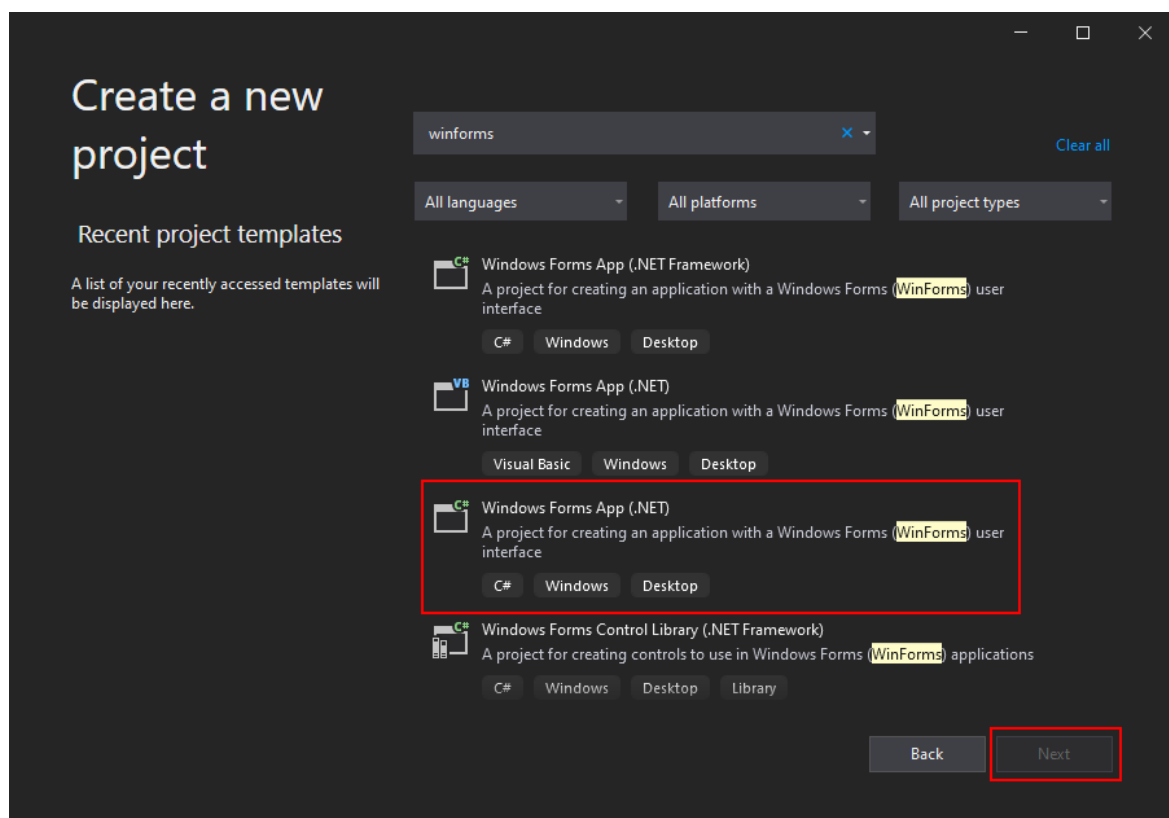 Create a new
project
Recent project templates
A list of your recently accessed templates will
be displayed here.
winforms
Clear all
All languages
All platforms
All project types
C#
Windows Forms App (.NET Framework)
A project for creating an application with a Windows Forms (WinForms) user
interface
C# Windows Desktop
VB
Windows Forms App (.NET)
A project for creating an application with a Windows Forms (WinForms) user
interface
Visual Basic Windows Desktop
C#
Windows Forms App (.NET)
A project for creating an application with a Windows Forms (WinForms) user
interface
C# Windows Desktop
C#
Windows Forms Control Library (.NET Framework)
A project for creating controls to use in Windows Forms (WinForms) applications
C# Windows Desktop Library
Back
Next